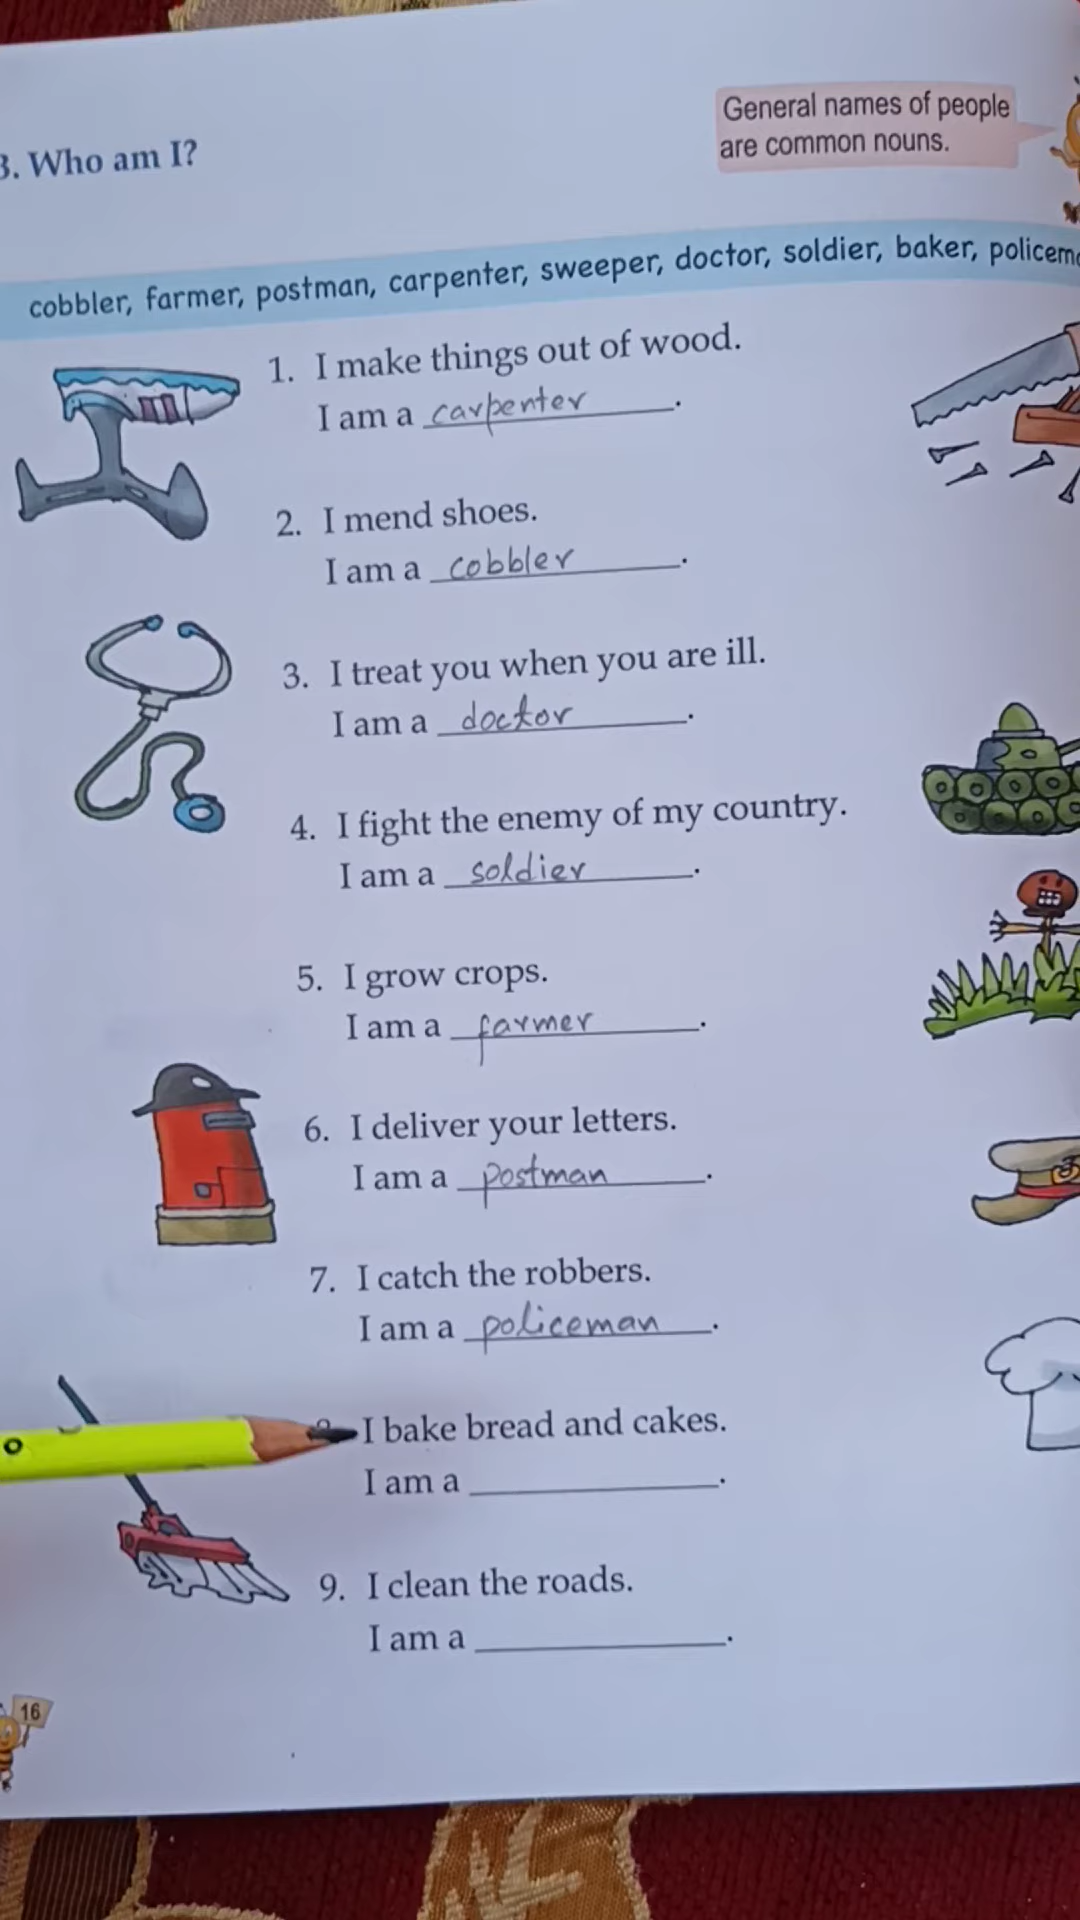 3. Who am I?
General names of people
are common nouns.
cobbler, farmer, postman, carpenter, sweeper, doctor, soldier, baker,
1. I make things out of wood.
I am a carpenter.
2. I mend shoes.
I am a cobbler.
3. I treat you when you are ill.
I am a doctor.
4. I fight the enemy of my country.
I am a soldier.
5. I grow crops.
I am a farmer.
6. I deliver your letters.
I am a postman.
7. I catch the robbers.
I am a policeman.
I bake bread and cakes.
I am a ____________.
9. I clean the roads.
I am a ____________.
16